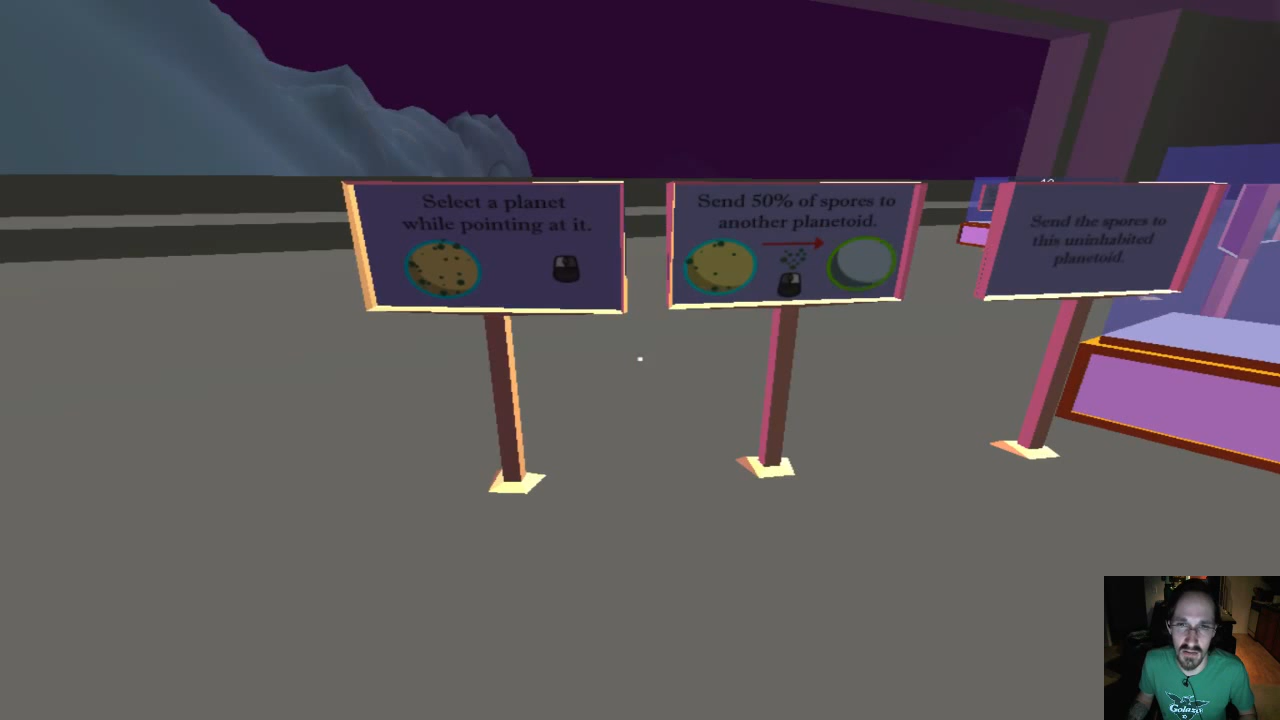 Select a planet
while pointing at it.
Send 50% of spores to
another planetoid.
Send the spores to
this uninhabited
planetoid.